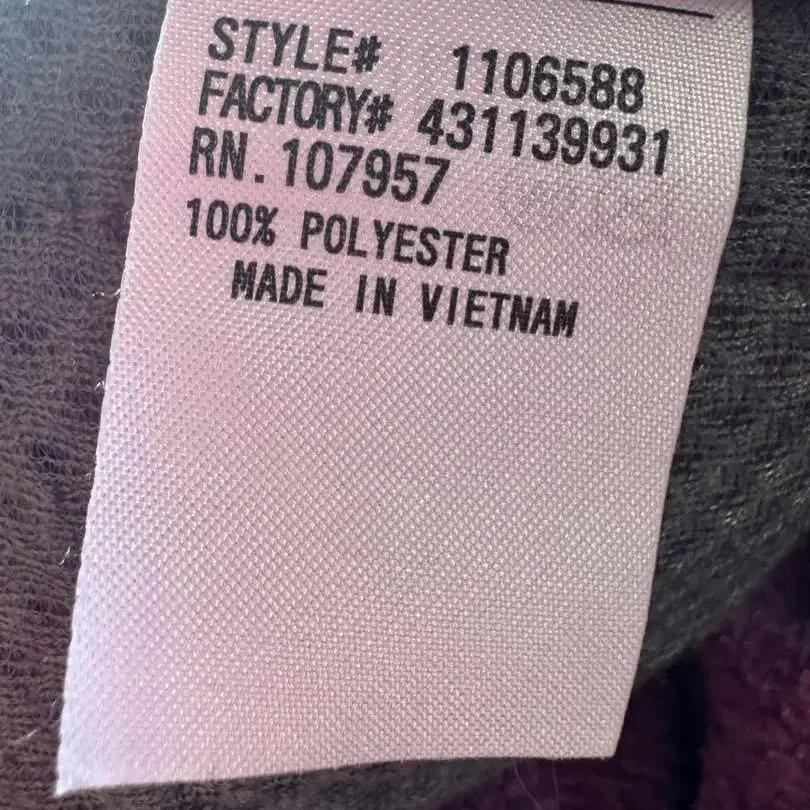 STYLE# 1106588
FACTORY# 431139931
RN. 107957
100% POLYESTER
MADE IN VIETNAM